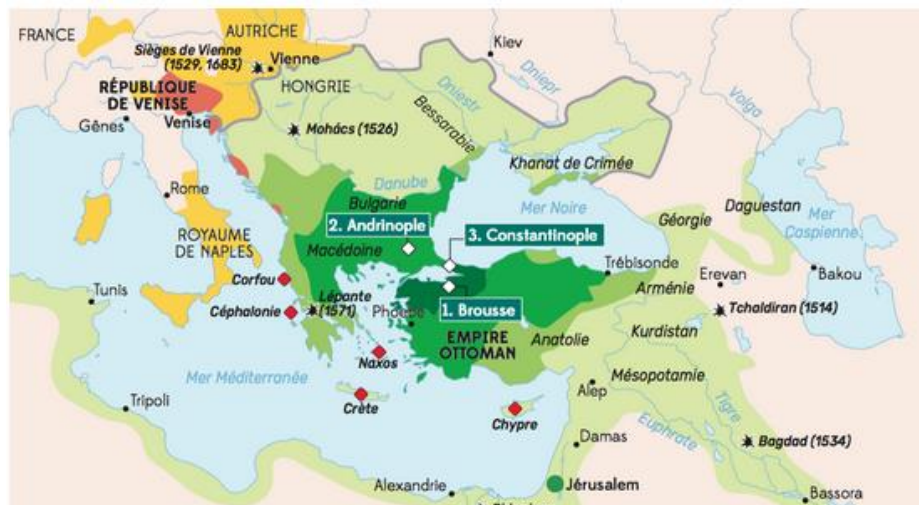 FRANCE
AUTRICHE
Sièges de Vienne
(1529, 1683)
Vienne
Kiev
Dniepr
HONGRIE
Dniestr
Volga
RÉPUBLIQUE
DE VENISE
Bessarabie
Gênes
Venise
Mohács (1526)
Khanat de Crimée
Rome
Danube
Daguestan
Bulgarie
Mer Noire
Géorgie
Mer
Caspienne
2. Andrinople
3. Constantinople
ROYAUME
DE NAPLES
Macédoine
Trébisonde
Erevan
Bakou
Corfou
Arménie
Tunis
Lépante
(1571)
Céphalonie
Phocée
1. Brousse
Tchaldiran (1514)
EMPIRE
OTTOMAN
Anatolie
Kurdistan
Naxos
Mer Méditerranée
Mésopotamie
Alep
Tripoli
Crète
Chypre
Tigre
Euphrate
Damas
Bagdad (1534)
Alexandrie
Jérusalem
Bassora